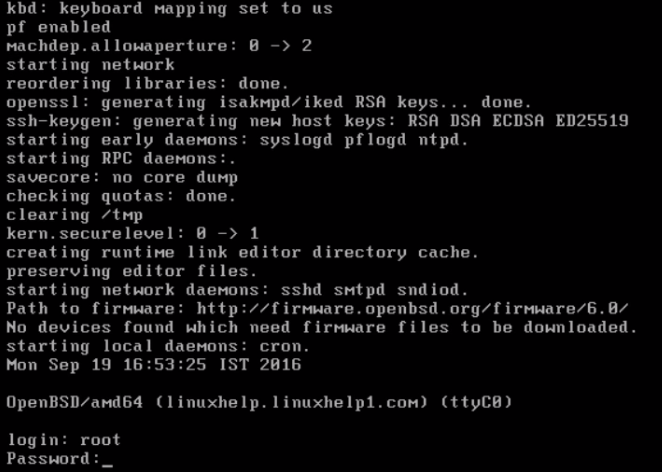 kbd: keyboard mapping set to us
pf enabled
machdep.allowaperture: 0 -> 2
starting network
reordering libraries: done.
openssl: generating isakmpd/iked RSA keys... done.
ssh-keygen: generating new host keys: RSA DSA ECDSA ED25519
starting early daemons: syslogd pflogd ntpd.
starting RPC daemons:.
savecore: no core dump
checking quotas: done.
clearing /tmp
kern.securelevel: 0 -> 1
creating runtime link editor directory cache.
preserving editor files.
starting network daemons: sshd smtpd sndiod.
Path to firmware: http://firmware.openbsd.org/firmware/6.0/
No devices found which need firmware files to be downloaded.
starting local daemons: cron.
Mon Sep 19 16:53:25 IST 2016
OpenBSD/amd64 (linuxhelp.linuxhelp1.com) (ttyC0)
login: root
Password:_